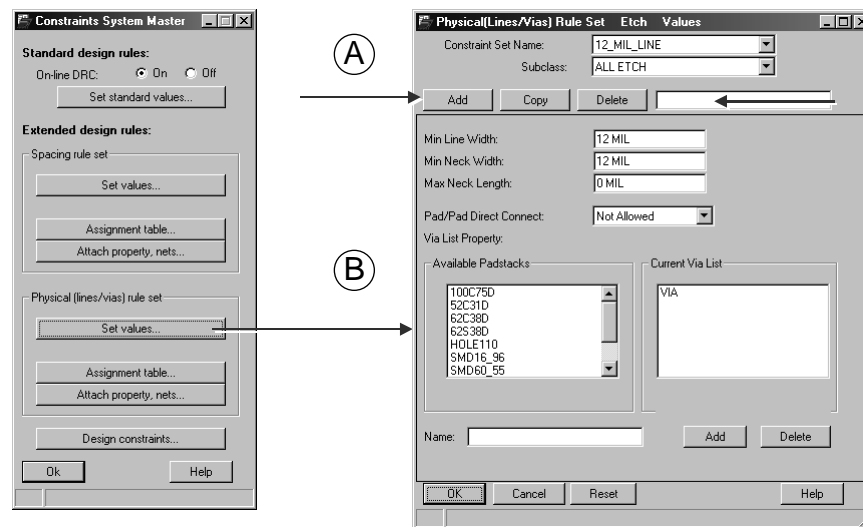 Constraints System Master
Standard design rules:
On-line DRC: On Off
Set standard values...
Extended design rules:
Spacing rule set
Set values...
Assignment table...
Attach property, nets...
Physical (lines/vias) rule set
Set values...
Assignment table...
Attach property, nets...
Design constraints...
Ok Help
A
B
Physical(Lines/Vias) Rule Set Etch Values
Constraint Set Name: 12_MIL_LINE
Subclass: ALL ETCH
Add Copy Delete
Min Line Width: 12 MIL
Min Neck Width: 12 MIL
Max Neck Length: 0 MIL
Pad/Pad Direct Connect: Not Allowed
Via List Property:
Available Padstacks
100C75D
52C31D
62C38D
62S38D
HOLE110
SMD16_96
SMD60_55
Current Via List
VIA
Name: Add Delete
OK Cancel Reset Help